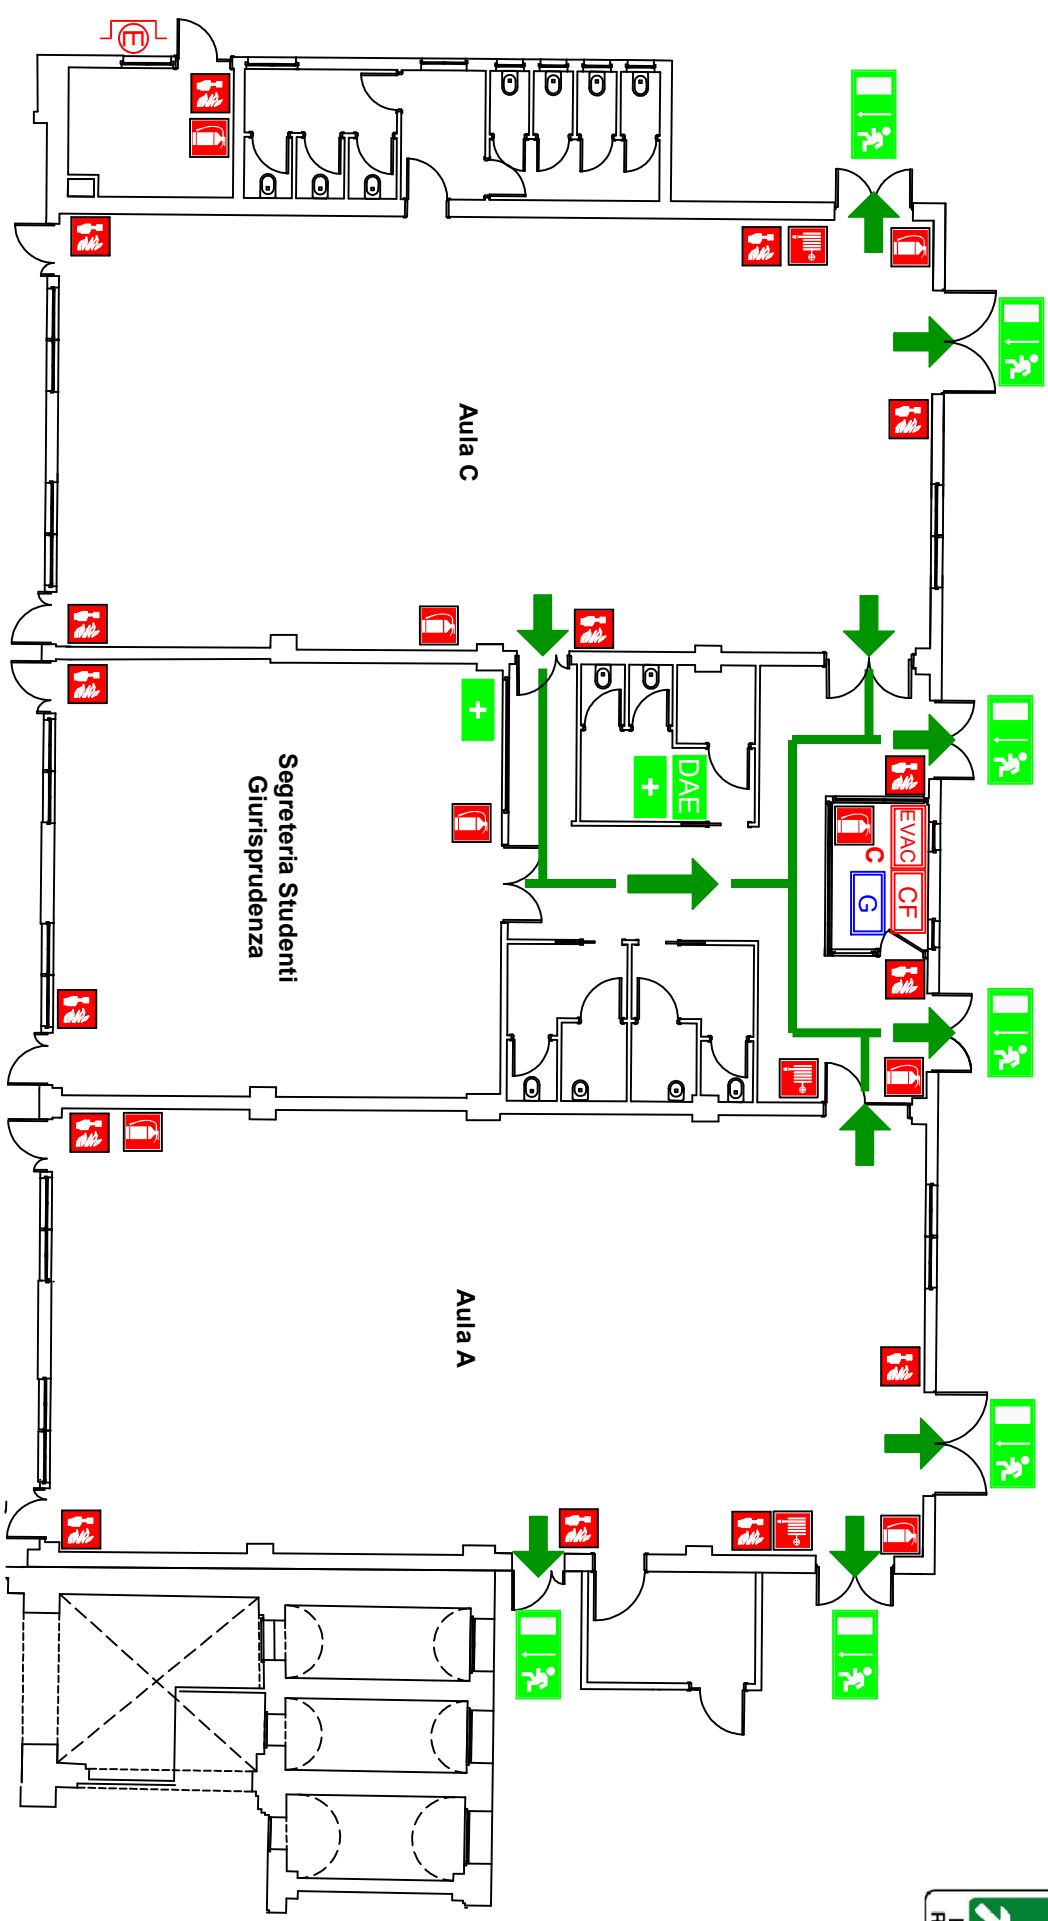 E
Aula C
Segreteria Studenti
Giurisprudenza
DAE
EVAC
CF
C
G
Aula A